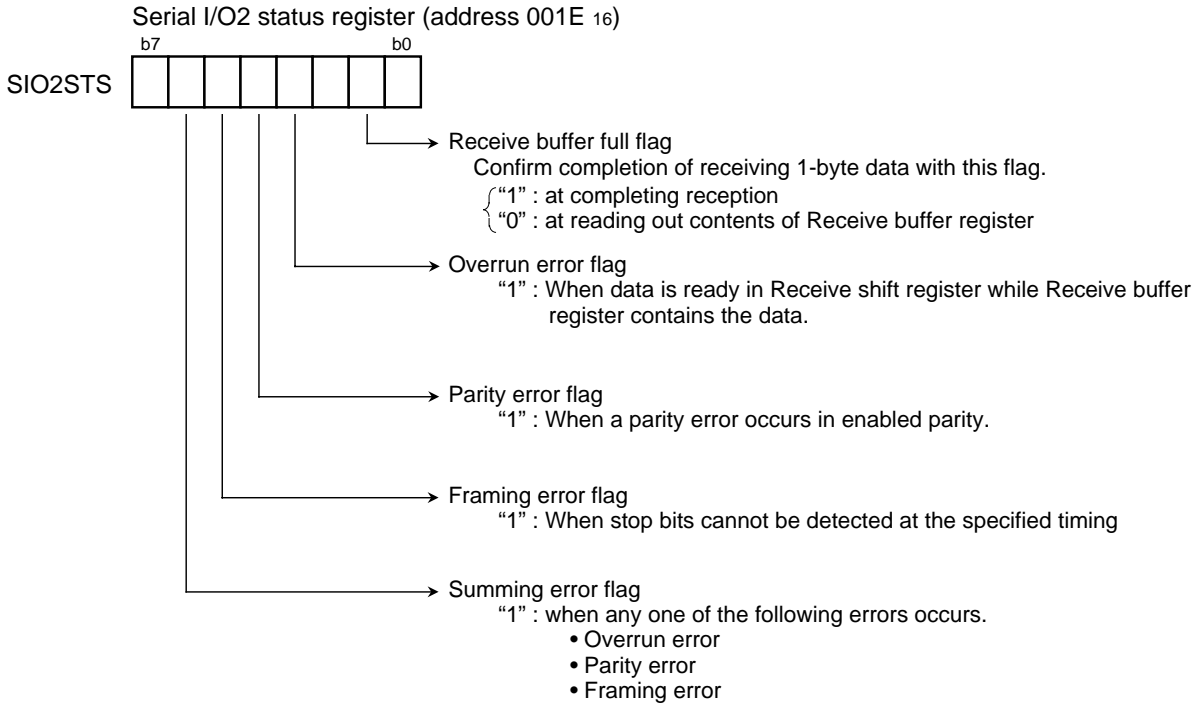 Serial I/O2 status register (address 001E 16)
b7 b0
SIO2STS
Receive buffer full flag
Confirm completion of receiving 1-byte data with this flag.
“1” : at completing reception
“0” : at reading out contents of Receive buffer register
Overrun error flag
“1” : When data is ready in Receive shift register while Receive buffer
register contains the data.
Parity error flag
“1” : When a parity error occurs in enabled parity.
Framing error flag
“1” : When stop bits cannot be detected at the specified timing
Summing error flag
“1” : when any one of the following errors occurs.
• Overrun error
• Parity error
• Framing error